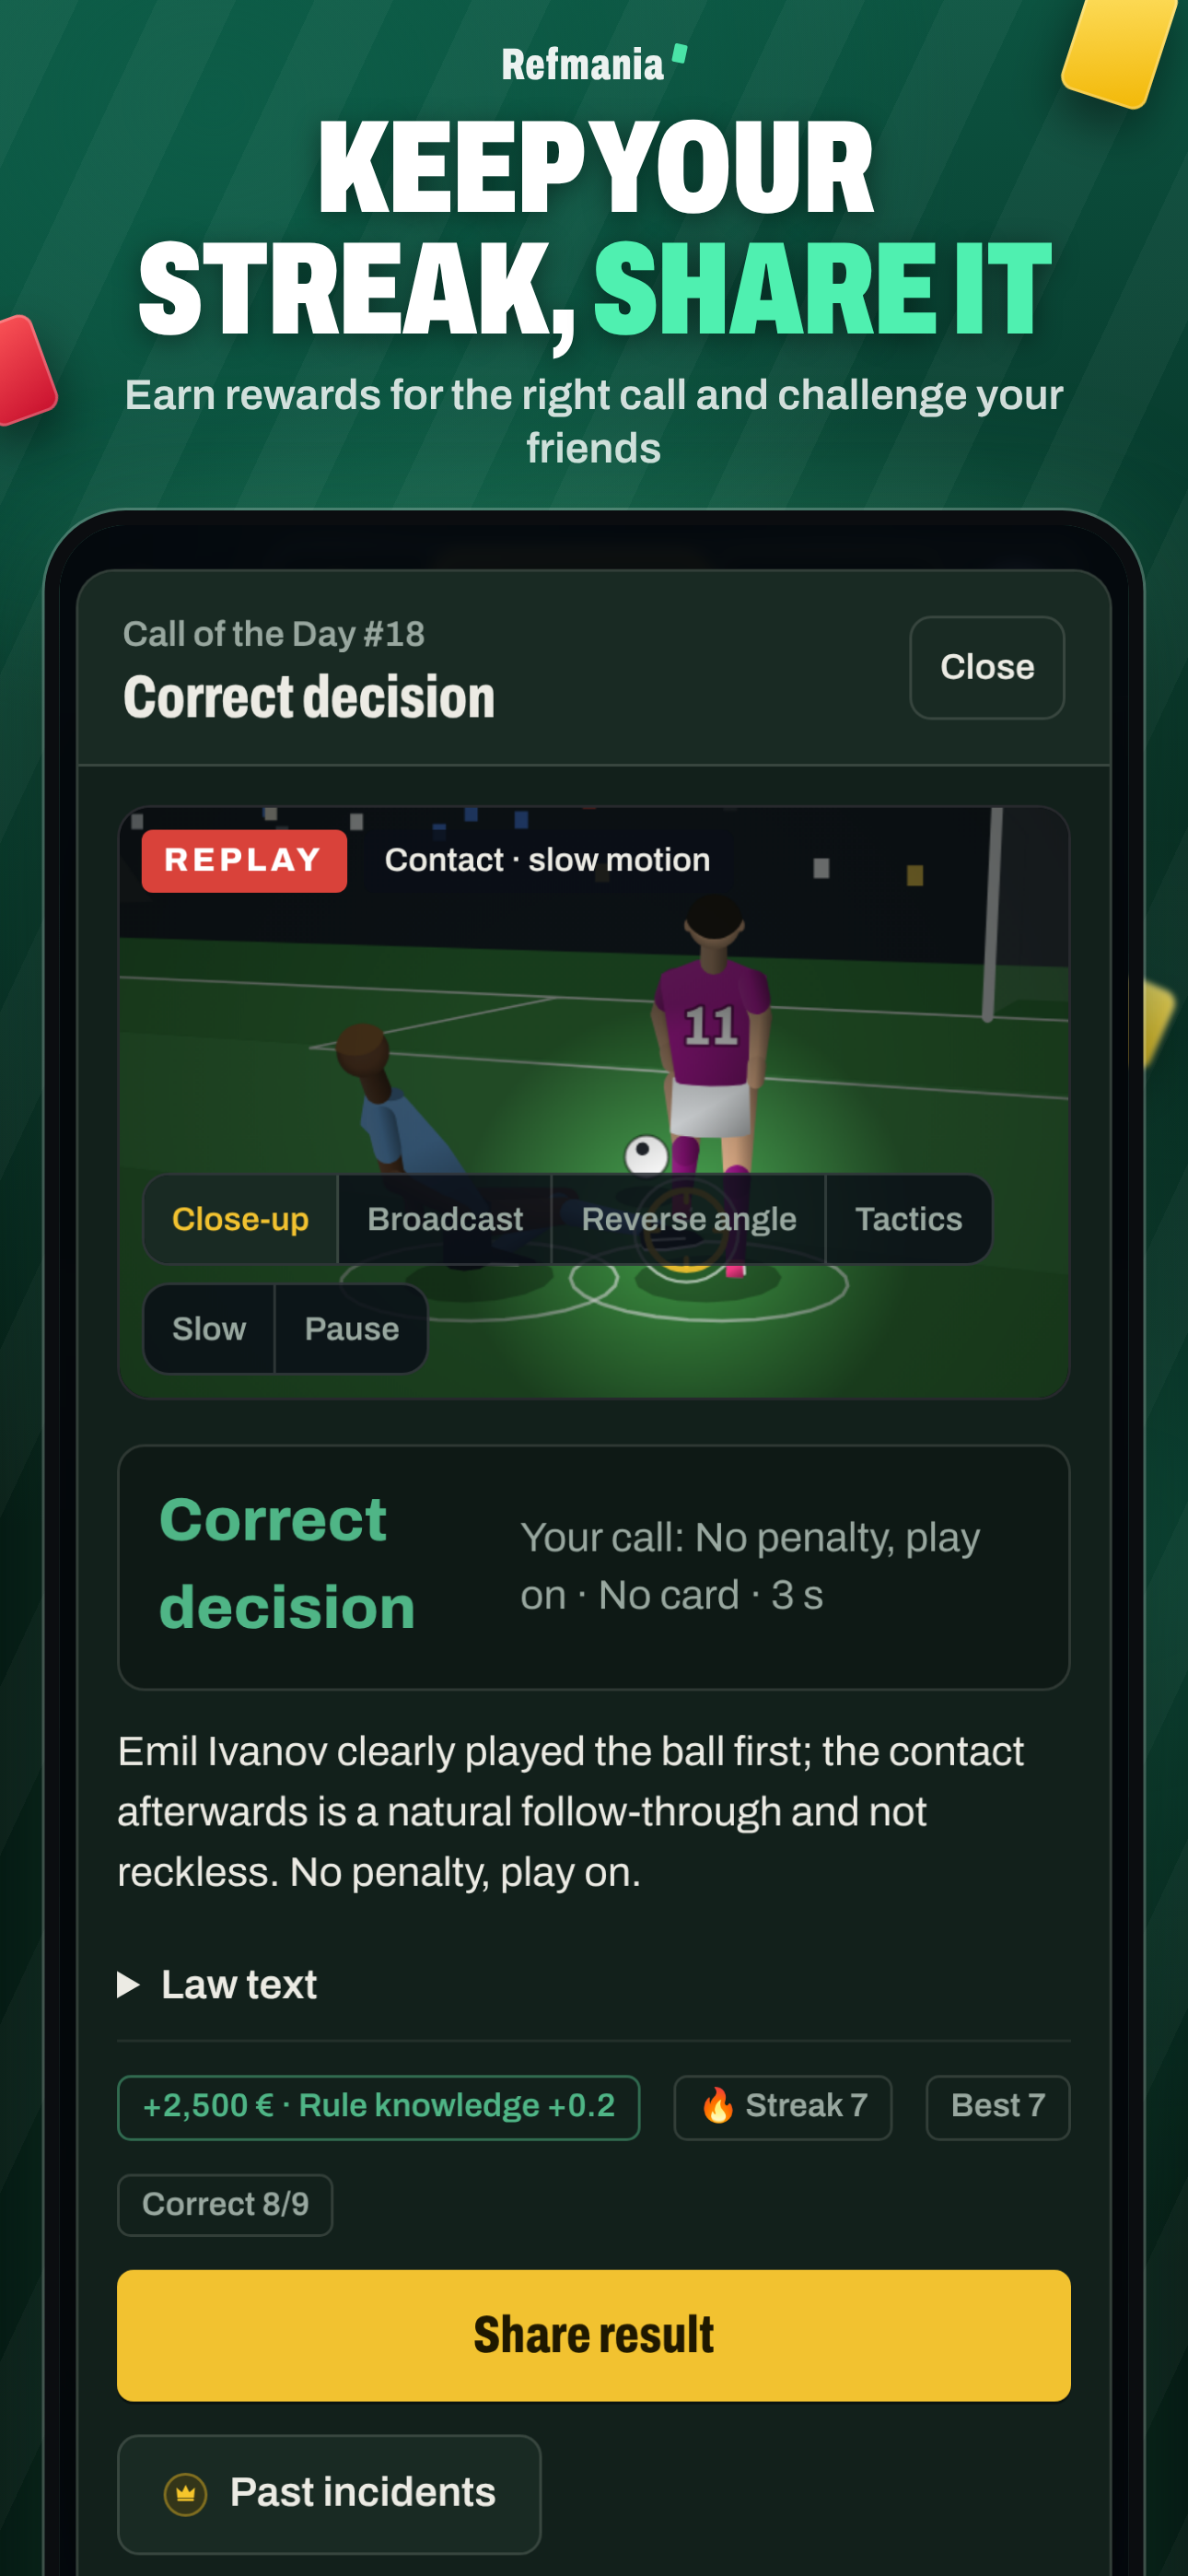 Refmania
KEEP YOUR
STREAK, SHARE IT
Earn rewards for the right call and challenge your
friends
Call of the Day #18
Correct decision
Close
REPLAY
Contact · slow motion
11
Close-up
Broadcast
Reverse angle
Tactics
Slow
Pause
Correct
decision
Your call: No penalty, play
on · No card · 3 s
Emil Ivanov clearly played the ball first; the contact
afterwards is a natural follow-through and not
reckless. No penalty, play on.
Law text
+2,500 € · Rule knowledge +0.2
🔥 Streak 7
Best 7
Correct 8/9
Share result
Past incidents